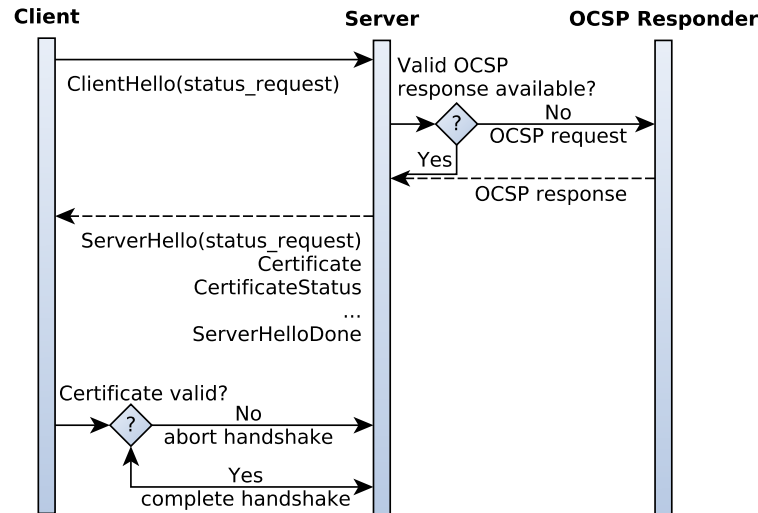 Client
Server
OCSP Responder
ClientHello(status_request)
Valid OCSP
response available?
?
No
OCSP request
Yes
OCSP response
ServerHello(status_request)
Certificate
CertificateStatus
...
ServerHelloDone
Certificate valid?
?
No
abort handshake
Yes
complete handshake